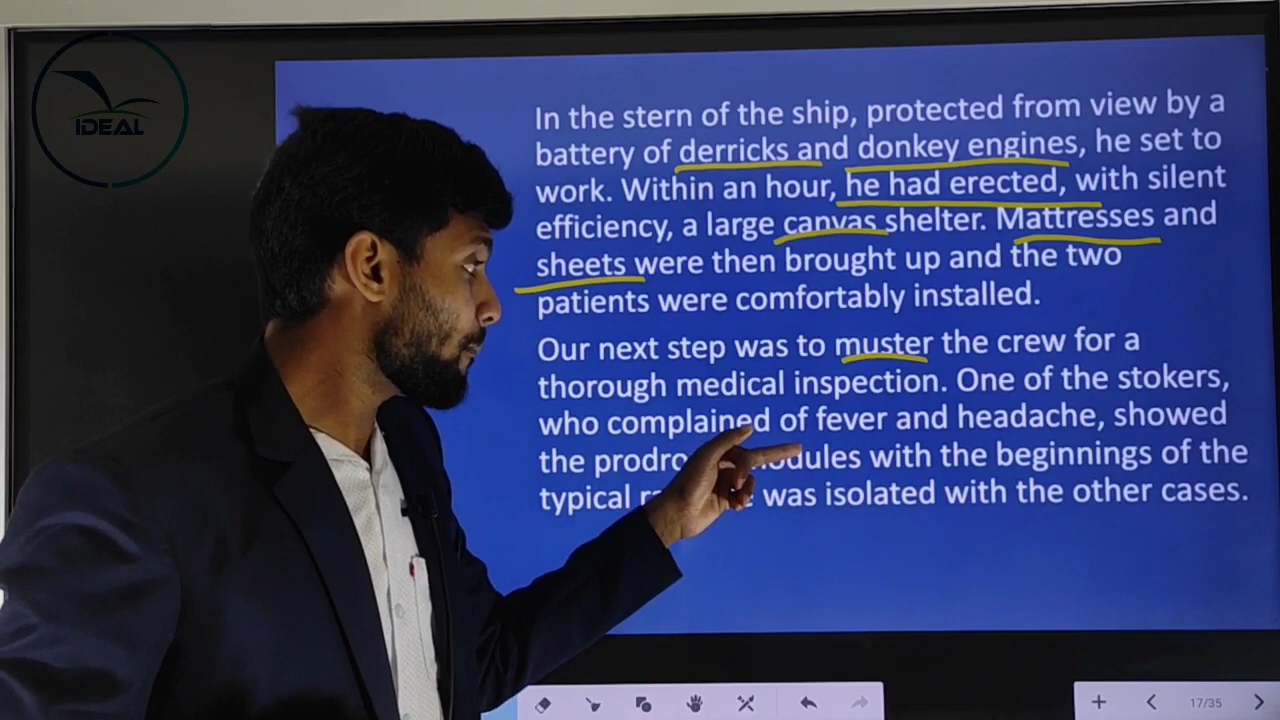 IDEAL
In the stern of the ship, protected from view by a
battery of derricks and donkey engines, he set to
work. Within an hour, he had erected, with silent
efficiency, a large canvas shelter. Mattresses and
sheets were then brought up and the two
patients were comfortably installed.
Our next step was to muster the crew for a
thorough medical inspection. One of the stokers,
who complained of fever and headache, showed
the with the beginnings of the
typical was isolated with the other cases.
17/35